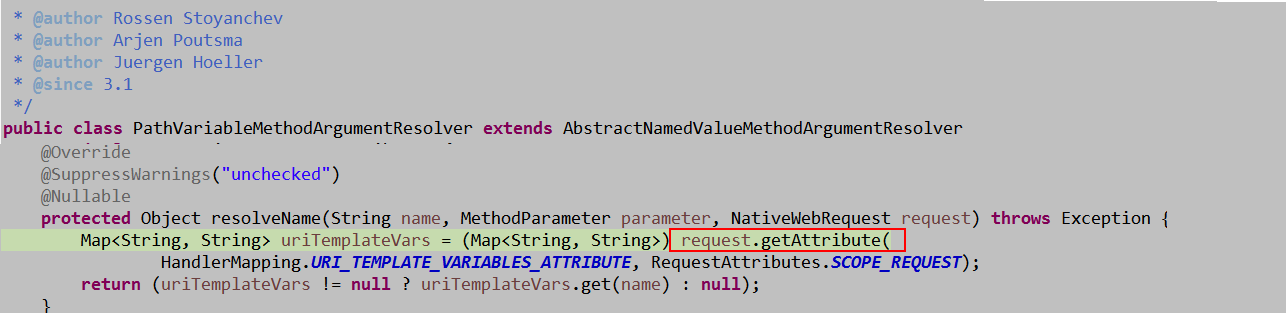 * @author Rossen Stoyanchev
* @author Arjen Poutsma
* @author Juergen Hoeller
* @since 3.1
*/
public class PathVariableMethodArgumentResolver extends AbstractNamedValueMethodArgumentResolver
@Override
@SuppressWarnings("unchecked")
@Nullable
protected Object resolveName(String name, MethodParameter parameter, NativeWebRequest request) throws Exception {
Map<String, String> uriTemplateVars = (Map<String, String>) request.getAttribute(
HandlerMapping.URI_TEMPLATE_VARIABLES_ATTRIBUTE, RequestAttributes.SCOPE_REQUEST);
return (uriTemplateVars != null ? uriTemplateVars.get(name) : null);
}